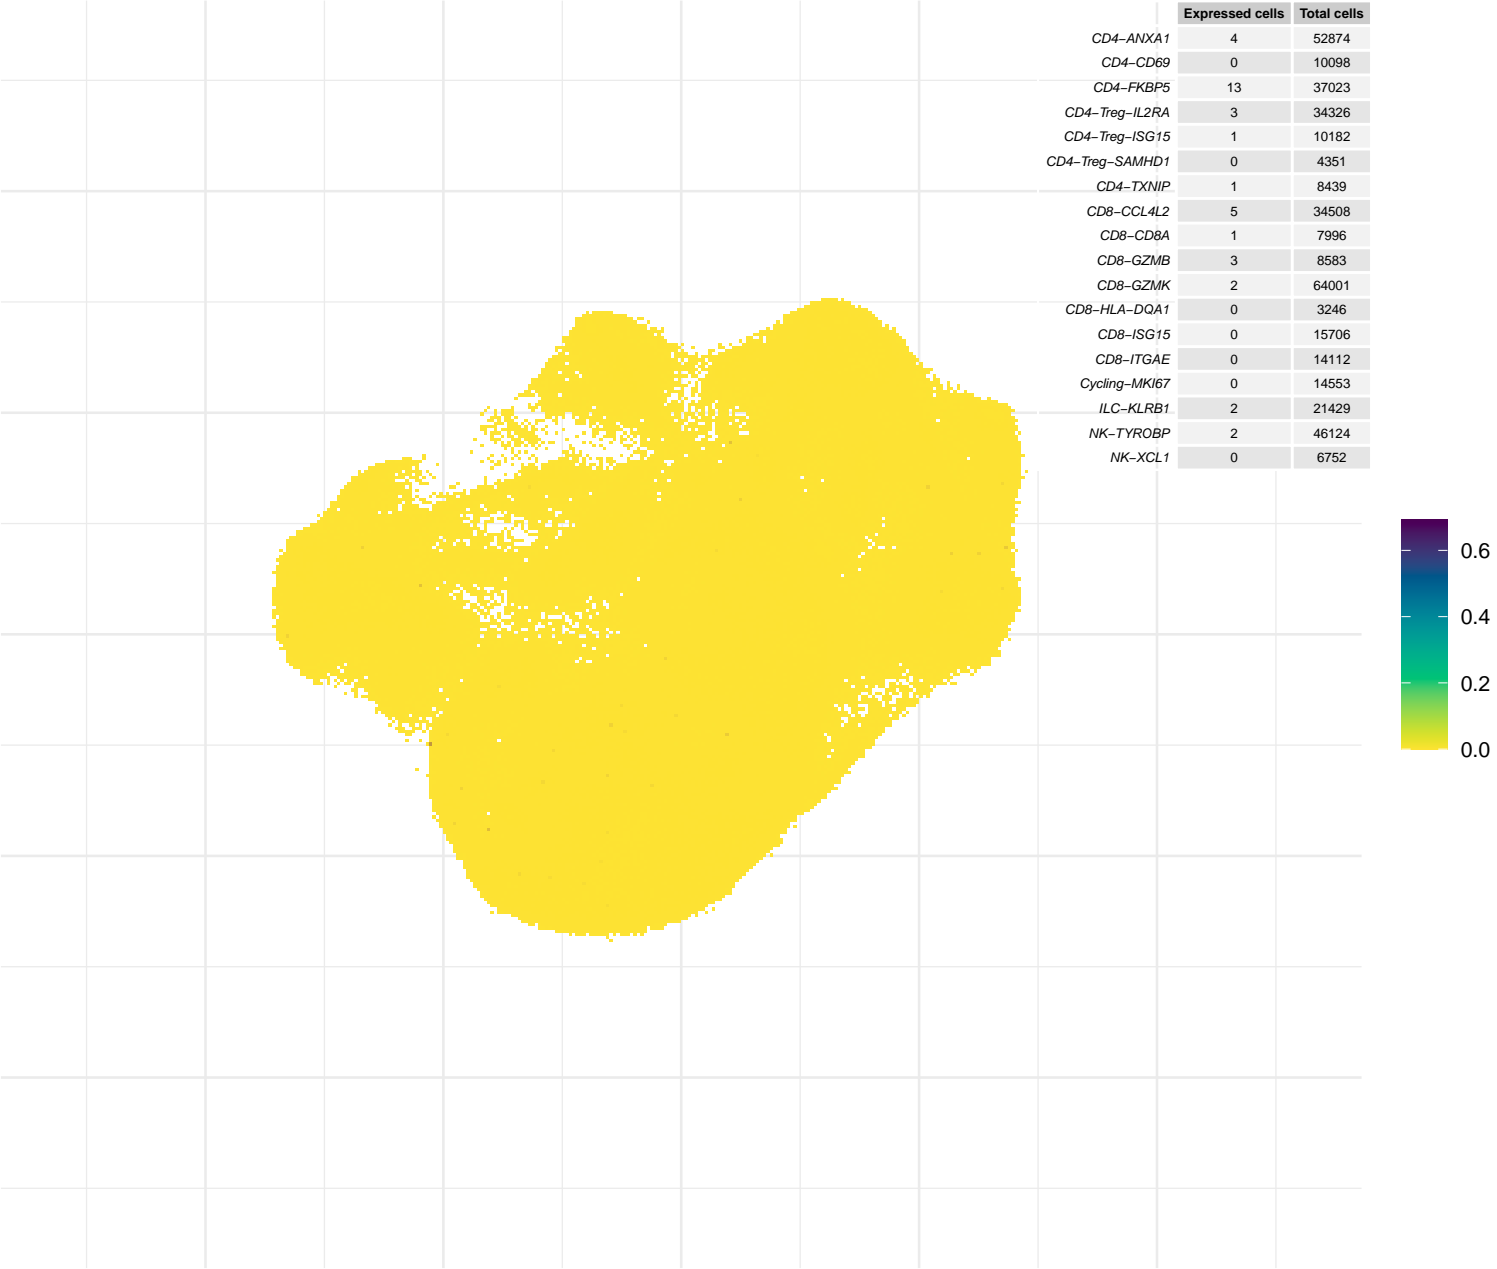 Expressed cells Total cells
CD4−ANXA1 4 52874
CD4−CD69 0 10098
CD4−FKBP5 13 37023
CD4−Treg−IL2RA 3 34326
CD4−Treg−ISG15 1 10182
CD4−Treg−SAMHD1 0 4351
CD4−TXNIP 1 8439
CD8−CCL4L2 5 34508
CD8−CD8A 1 7996
CD8−GZMB 3 8583
CD8−GZMK 2 64001
CD8−HLA−DQA1 0 3246
CD8−ISG15 0 15706
CD8−ITGAE 0 14112
Cycling−MKI67 0 14553
ILC−KLRB1 2 21429
NK−TYROBP 2 46124
NK−XCL1 0 6752
0.6
0.4
0.2
0.0